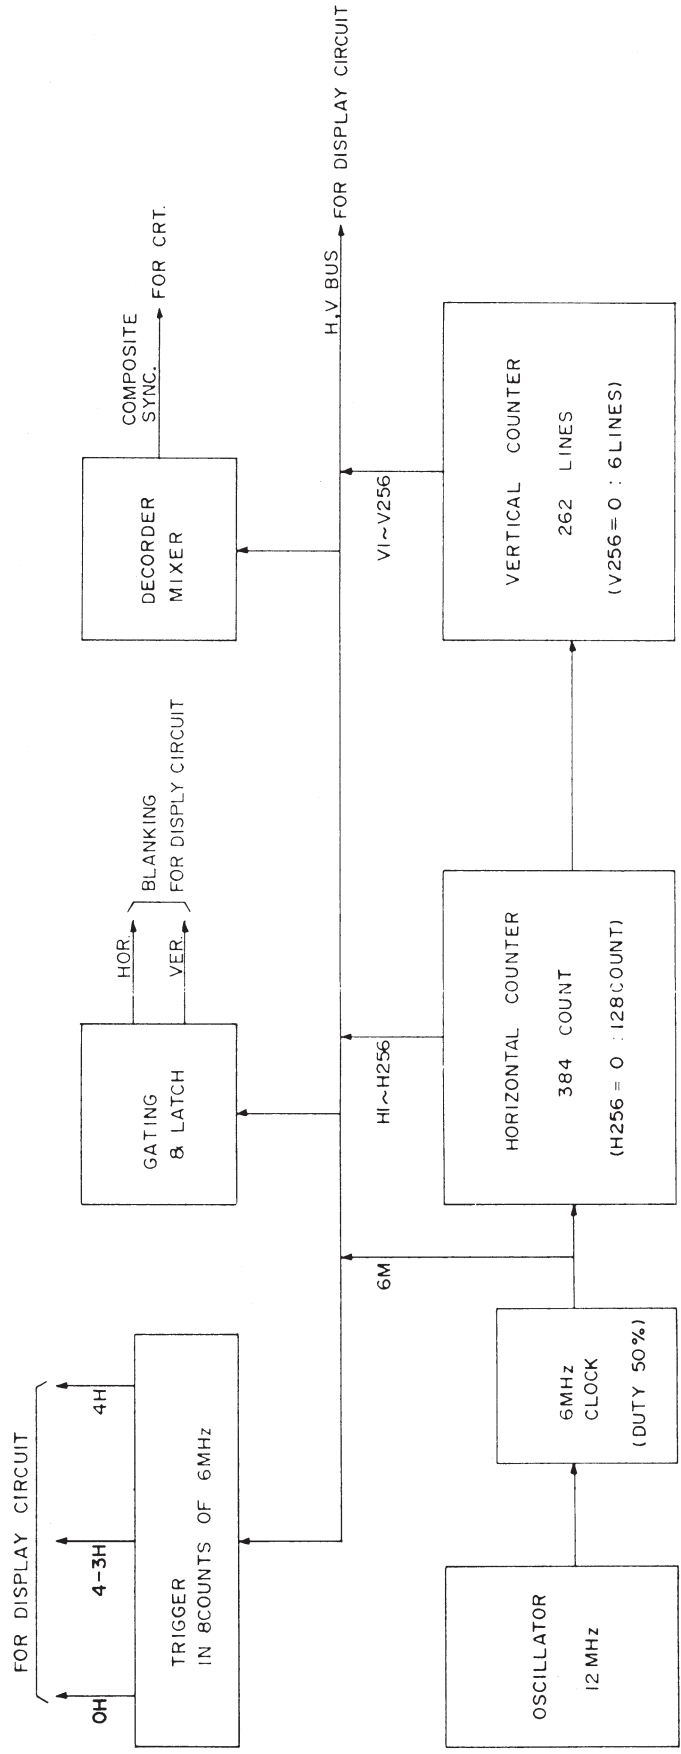 FOR DISPLAY CIRCUIT
OH
4-3H
4H
TRIGGER
IN 8COUNTS OF 6MHz
HOR.
VER.
BLANKING
FOR DISPLY CIRCUIT
GATING
& LATCH
COMPOSITE
SYNC.
FOR CRT.
DECORDER
MIXER
H,V BUS
FOR DISPLAY CIRCUIT
6M
H1~H256
V1~V256
OSCILLATOR
12MHz
6MHz
CLOCK
(DUTY 50%)
HORIZONTAL COUNTER
384 COUNT
(H256 = 0 : 128COUNT)
VERTICAL COUNTER
262 LINES
(V256 = 0 : 6LINES)